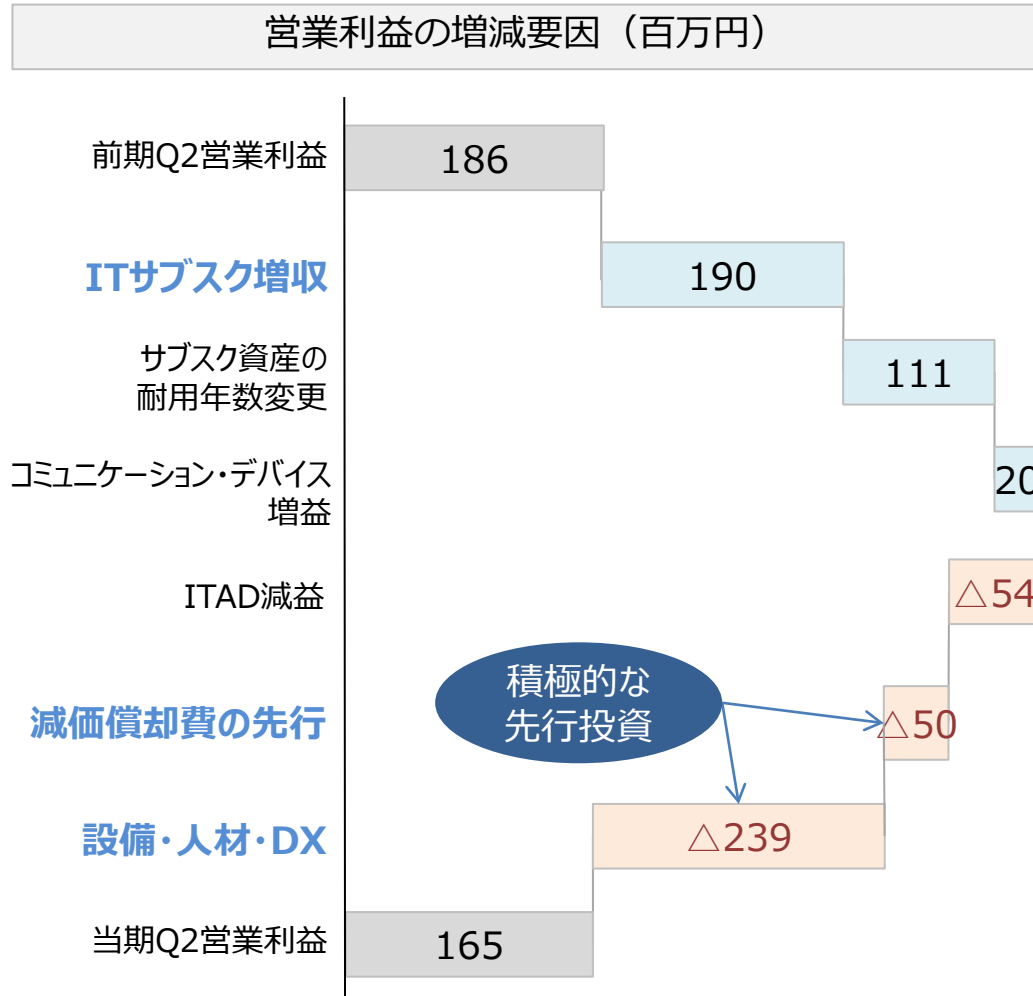 営業利益の増減要因（百万円）
前期Q2営業利益
186
ITサブスク増収
190
サブスク資産の
耐用年数変更
111
コミュニケーション・デバイス
増益
20
ITAD減益
△54
積極的な
先行投資
減価償却費の先行
△50
設備・人材・DX
△239
当期Q2営業利益
165